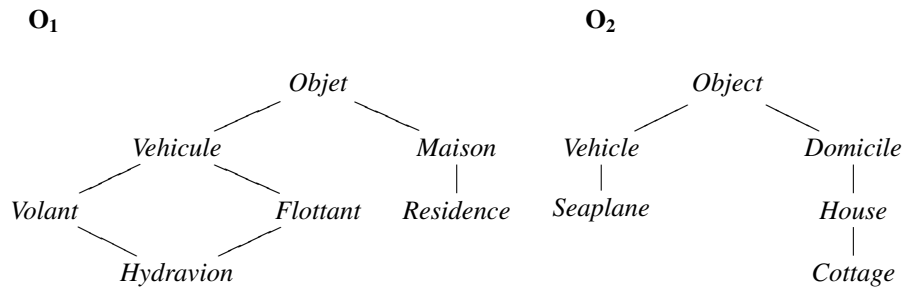 O₁ O₂
Objet Object
Vehicule Maison Vehicle Domicile
Volant Flottant Residence Seaplane House
Hydravion Cottage